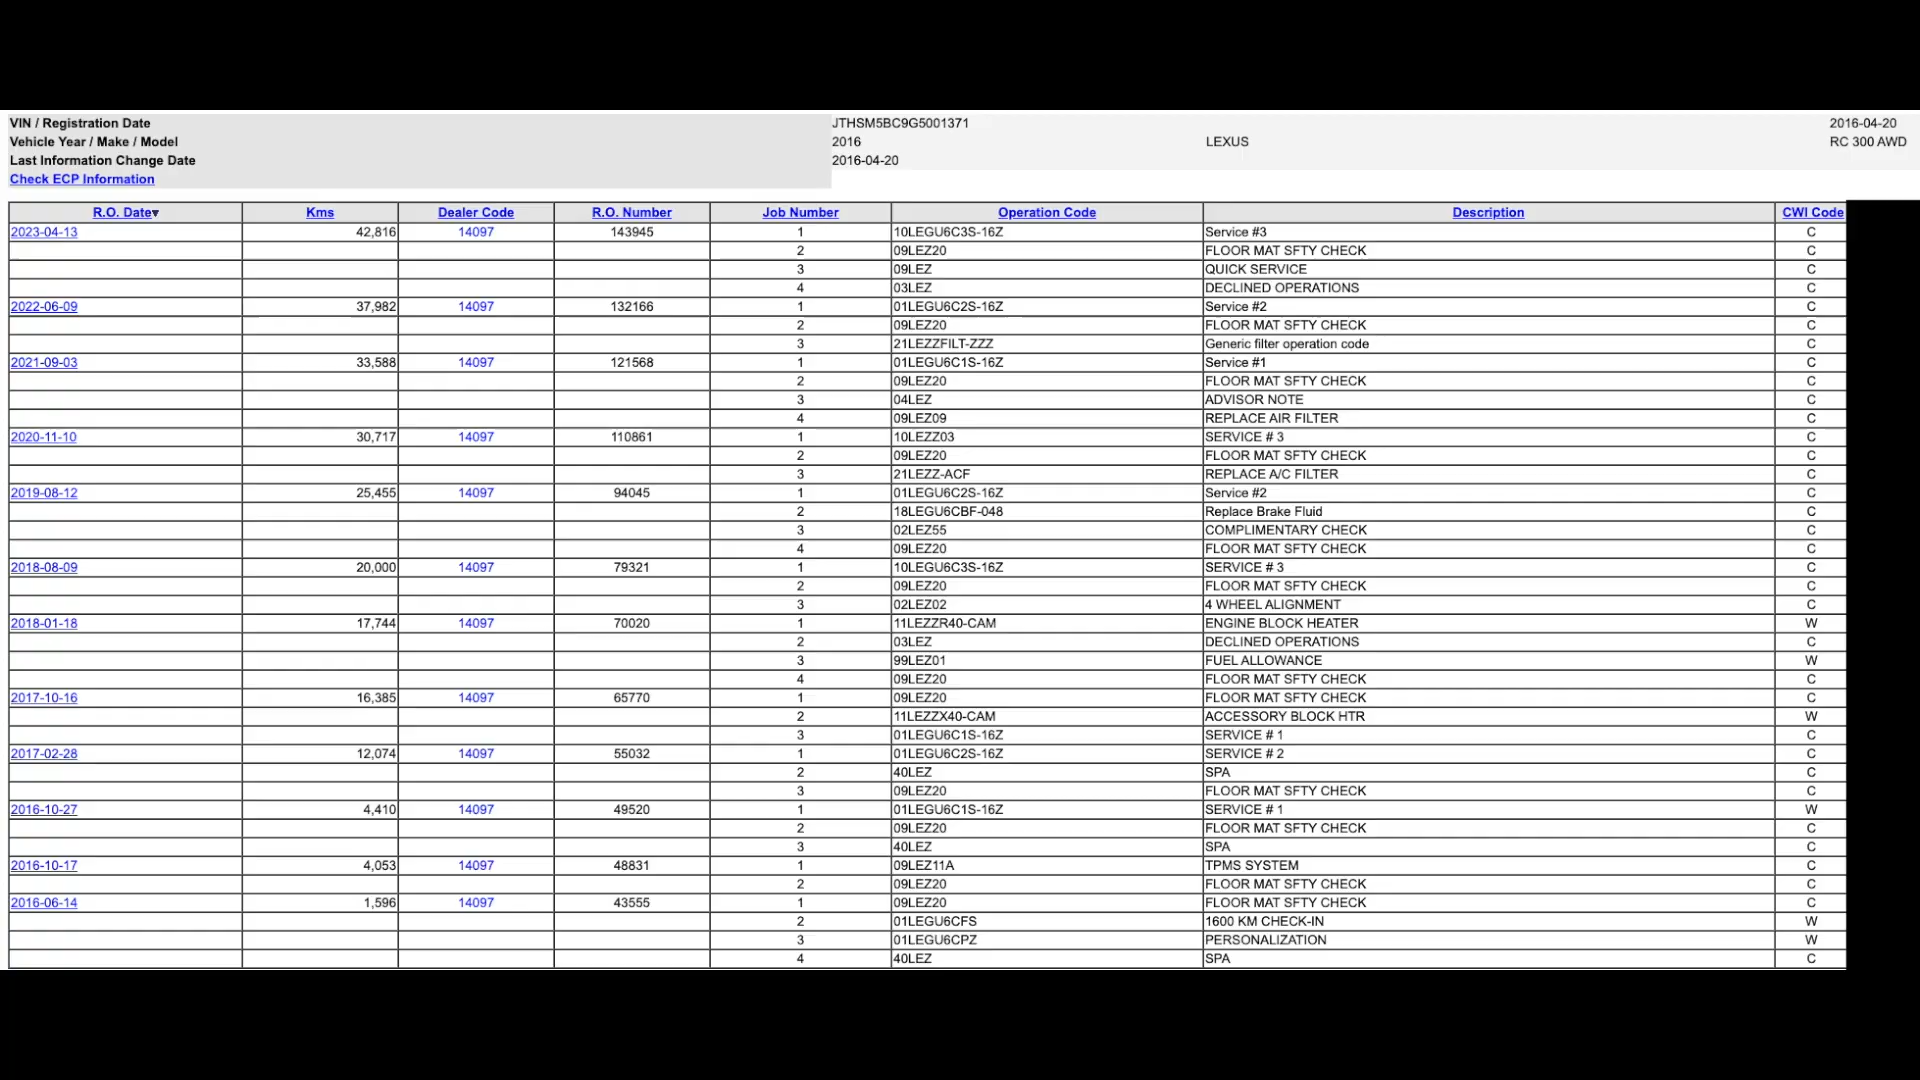 VIN / Registration Date JTHSM5BC9G5001371 2016-04-20
Vehicle Year / Make / Model 2016 LEXUS RC 300 AWD
Last Information Change Date 2016-04-20
Check ECP Information
R.O. Date▾ Kms Dealer Code R.O. Number Job Number Operation Code Description CWI Code
2023-04-13 42,816 14097 143945 1 10LEGU6C3S-16Z Service #3 C
2 09LEZ20 FLOOR MAT SFTY CHECK C
3 09LEZ QUICK SERVICE C
4 03LEZ DECLINED OPERATIONS C
2022-06-09 37,982 14097 132166 1 01LEGU6C2S-16Z Service #2 C
2 09LEZ20 FLOOR MAT SFTY CHECK C
3 21LEZZFILT-ZZZ Generic filter operation code C
2021-09-03 33,588 14097 121568 1 01LEGU6C1S-16Z Service #1 C
2 09LEZ20 FLOOR MAT SFTY CHECK C
3 04LEZ ADVISOR NOTE C
4 09LEZ09 REPLACE AIR FILTER C
2020-11-10 30,717 14097 110861 1 10LEZZ03 SERVICE # 3 C
2 09LEZ20 FLOOR MAT SFTY CHECK C
3 21LEZZ-ACF REPLACE A/C FILTER C
2019-08-12 25,455 14097 94045 1 01LEGU6C2S-16Z Service #2 C
2 18LEGU6CBF-048 Replace Brake Fluid C
3 02LEZ55 COMPLIMENTARY CHECK C
4 09LEZ20 FLOOR MAT SFTY CHECK C
2018-08-09 20,000 14097 79321 1 10LEGU6C3S-16Z SERVICE # 3 C
2 09LEZ20 FLOOR MAT SFTY CHECK C
3 02LEZ02 4 WHEEL ALIGNMENT C
2018-01-18 17,744 14097 70020 1 11LEZZR40-CAM ENGINE BLOCK HEATER W
2 03LEZ DECLINED OPERATIONS C
3 99LEZ01 FUEL ALLOWANCE W
4 09LEZ20 FLOOR MAT SFTY CHECK C
2017-10-16 16,385 14097 65770 1 09LEZ20 FLOOR MAT SFTY CHECK C
2 11LEZZX40-CAM ACCESSORY BLOCK HTR W
3 01LEGU6C1S-16Z SERVICE # 1 C
2017-02-28 12,074 14097 55032 1 01LEGU6C2S-16Z SERVICE # 2 C
2 40LEZ SPA C
3 09LEZ20 FLOOR MAT SFTY CHECK C
2016-10-27 4,410 14097 49520 1 01LEGU6C1S-16Z SERVICE # 1 W
2 09LEZ20 FLOOR MAT SFTY CHECK C
3 40LEZ SPA C
2016-10-17 4,053 14097 48831 1 09LEZ11A TPMS SYSTEM C
2 09LEZ20 FLOOR MAT SFTY CHECK C
2016-06-14 1,596 14097 43555 1 09LEZ20 FLOOR MAT SFTY CHECK C
2 01LEGU6CFS 1600 KM CHECK-IN W
3 01LEGU6CPZ PERSONALIZATION W
4 40LEZ SPA C